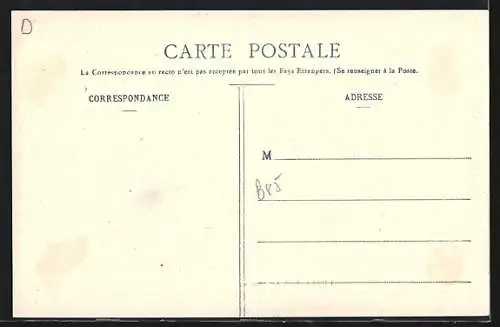 D
CARTE POSTALE
La Correspondance au recto n'est pas acceptée par tous les Pays Etrangers. (Se renseigner à la Poste.
CORRESPONDANCE
ADRESSE
M